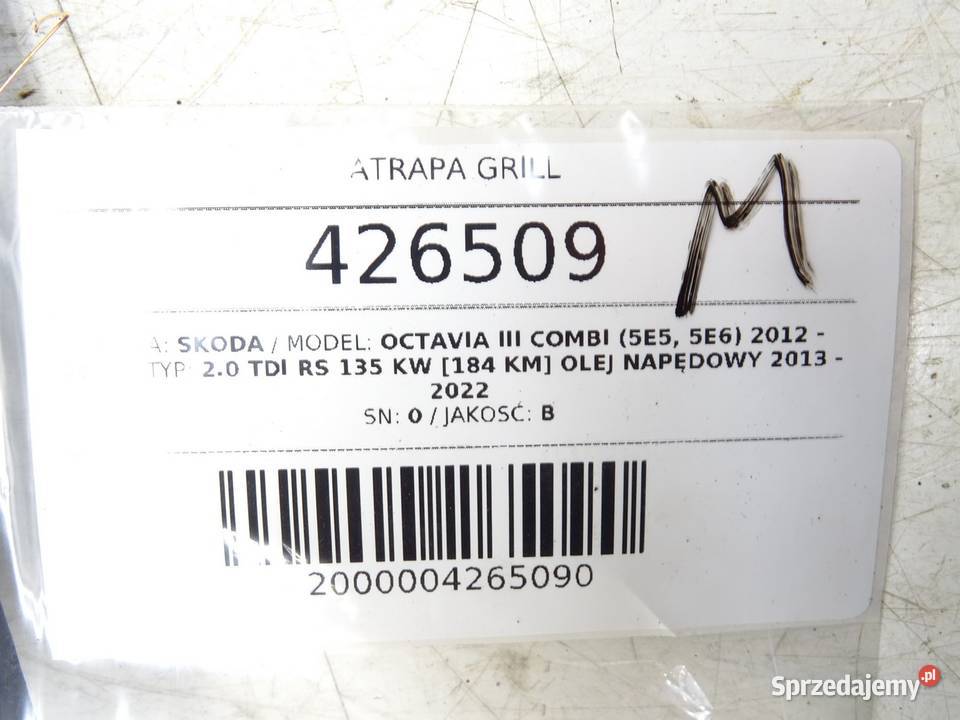 ATRAPA GRILL
426509
M
A: SKODA / MODEL: OCTAVIA III COMBI (5E5, 5E6) 2012 -
TYP: 2.0 TDI RS 135 KW [184 KM] OLEJ NAPĘDOWY 2013 -
2022
SN: 0 / JAKOŚĆ: B
2000004265090
Sprzedajemy.pl